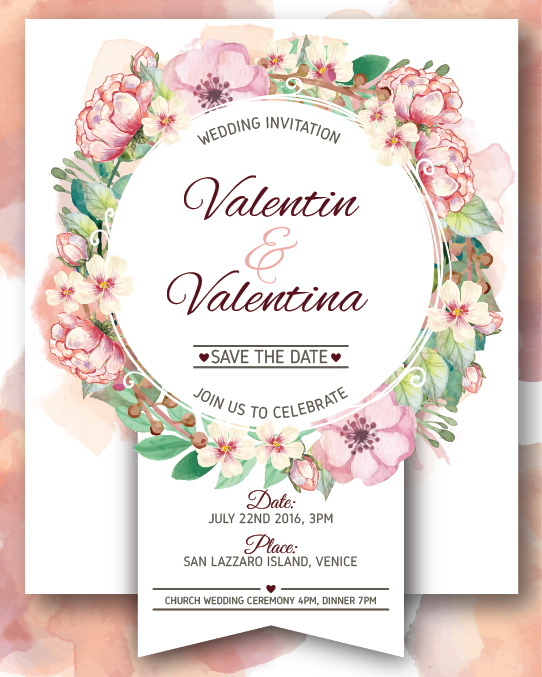 WEDDING INVITATION
Valentin
&
Valentina
SAVE THE DATE
JOIN US TO CELEBRATE
Date:
JULY 22ND 2016, 3PM
Place:
SAN LAZZARO ISLAND, VENICE
CHURCH WEDDING CEREMONY 4PM, DINNER 7PM